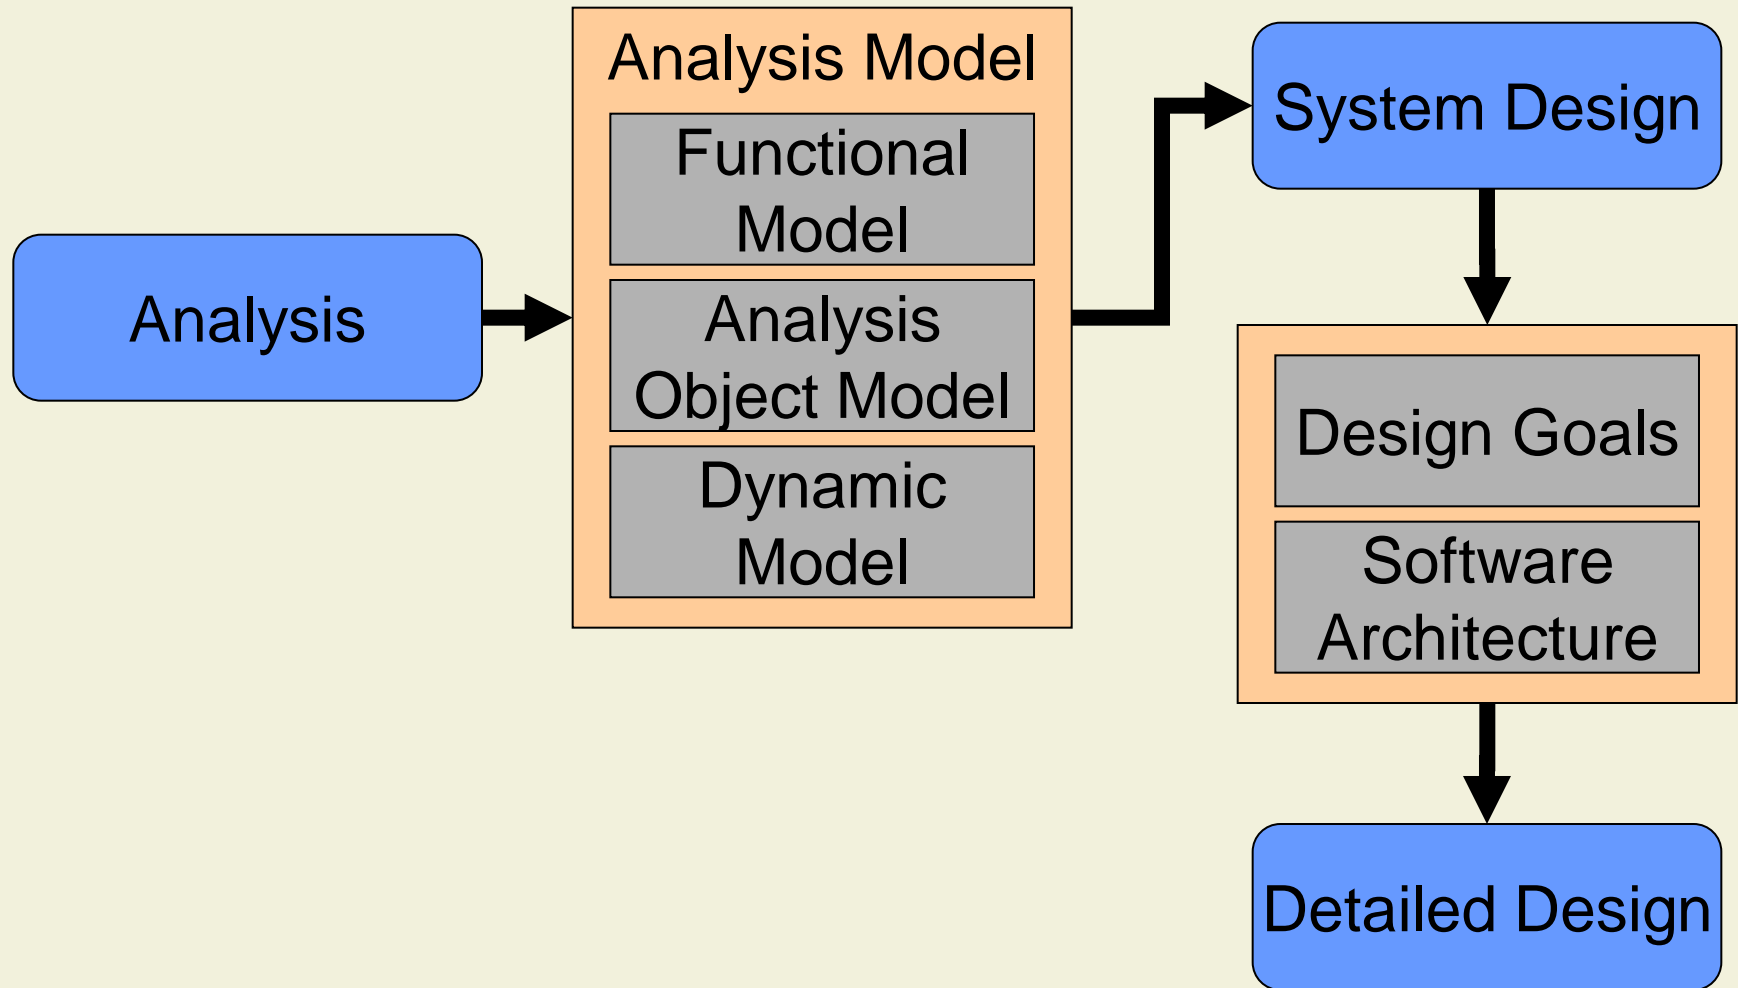 Analysis
Analysis Model
Functional
Model
Analysis
Object Model
Dynamic
Model
System Design
Design Goals
Software
Architecture
Detailed Design